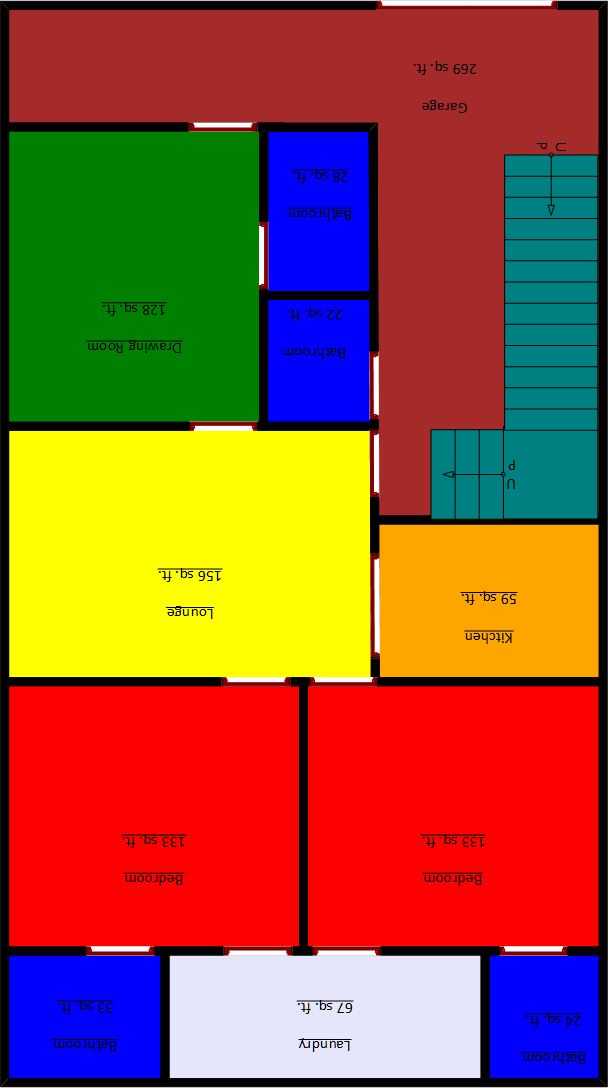 Bathroom
24 sq. ft.
Laundry
67 sq. ft.
Bathroom
33 sq. ft.
Bedroom
133 sq. ft.
Bedroom
133 sq. ft.
Kitchen
59 sq. ft.
Lounge
156 sq. ft.
U
P
Drawing Room
128 sq. ft.
Bathroom
22 sq. ft.
Bathroom
28 sq. ft.
U
P
Garage
269 sq. ft.